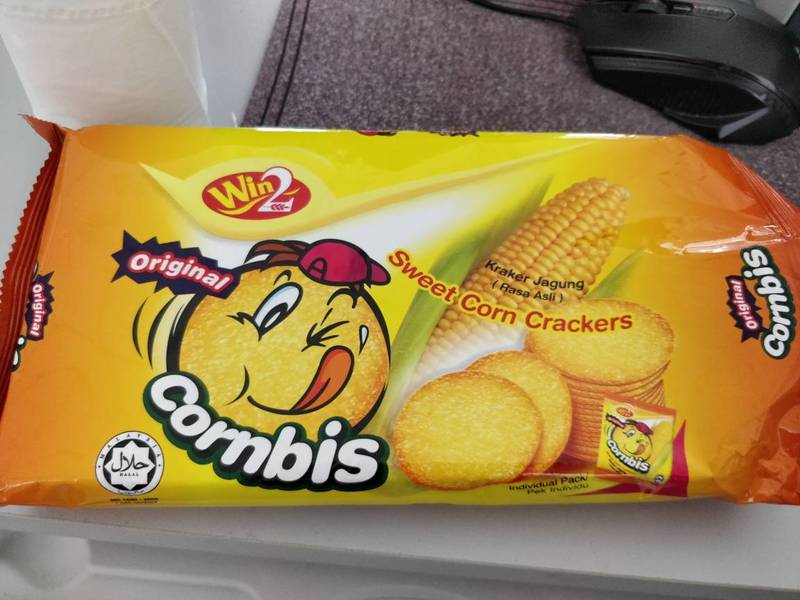 Win2
Original
Cornbis
Kraker Jagung
( Rasa Asli )
Sweet Corn Crackers
Cornbis
Individual Pack
Pek Individu
MALAYSIA
حلال
HALAL
Original
Original
Cornbis